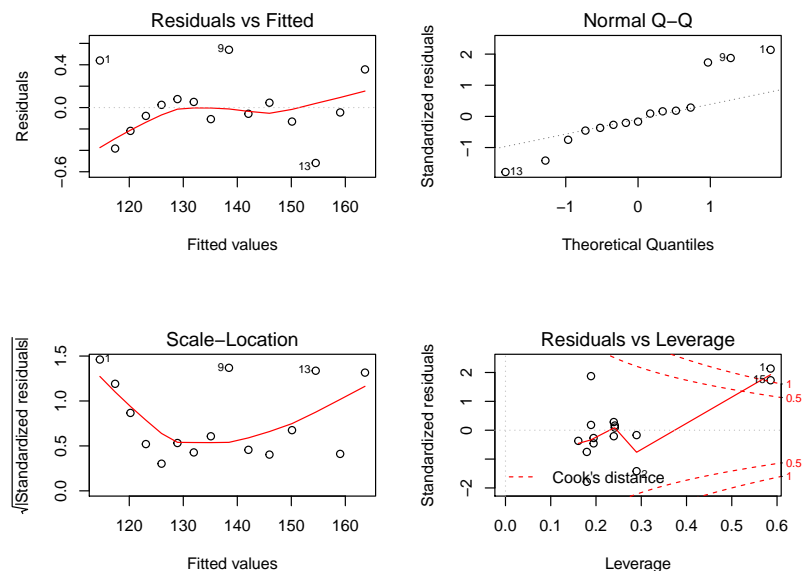 Residuals vs Fitted
Residuals
0.4
0.0
−0.6
1
9
13
120 130 140 150 160
Fitted values
Normal Q−Q
Standardized residuals
2
1
0
−1
13
9
1
−1 0 1
Theoretical Quantiles
Scale−Location
√|Standardized residuals|
1.5
1.0
0.5
0.0
1
9
13
120 130 140 150 160
Fitted values
Residuals vs Leverage
Standardized residuals
2
1
0
−2
1
15
2
Cook's distance
1
0.5
0.5
1
0.0 0.1 0.2 0.3 0.4 0.5 0.6
Leverage